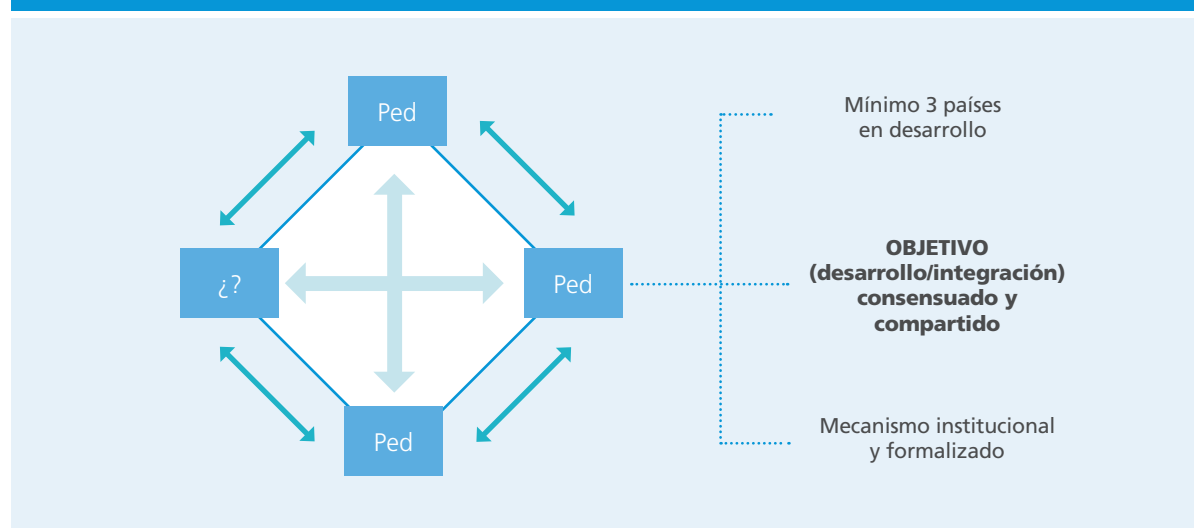 Ped
¿?
Ped
Ped
Mínimo 3 países
en desarrollo
OBJETIVO
(desarrollo/integración)
consensuado y
compartido
Mecanismo institucional
y formalizado